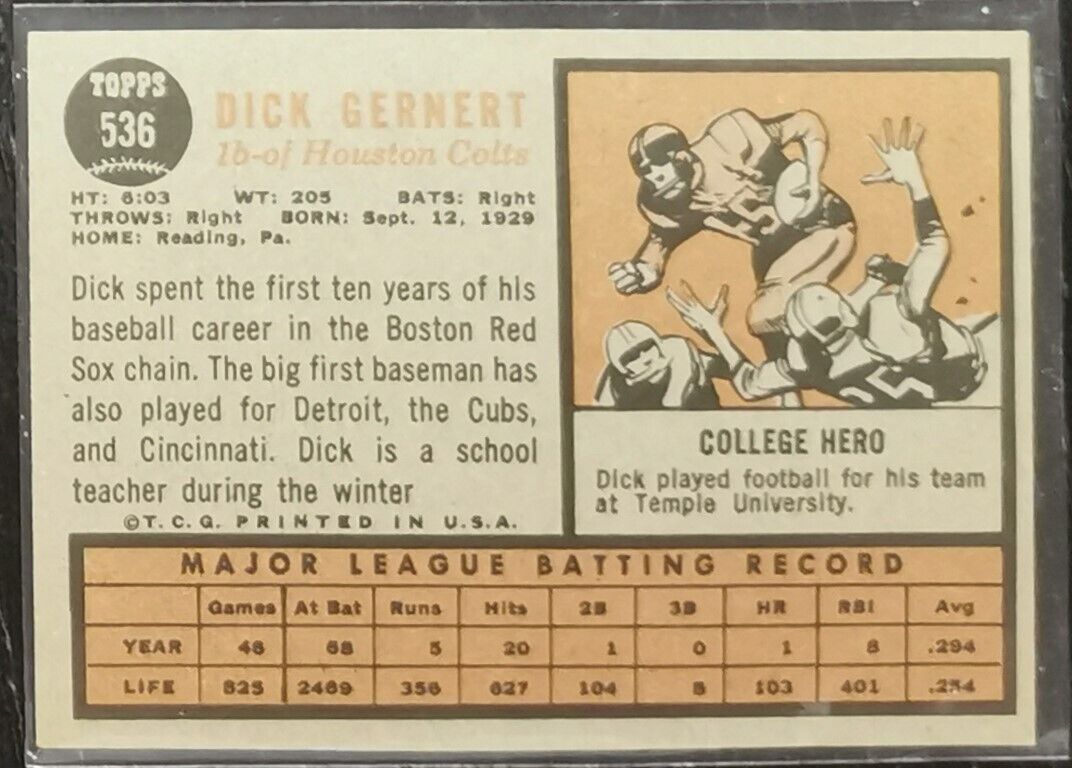 TOPPS
536
DICK GERNERT
1b-of Houston Colts
HT: 6:03 WT: 205 BATS: Right
THROWS: Right BORN: Sept. 12, 1929
HOME: Reading, Pa.
Dick spent the first ten years of his
baseball career in the Boston Red
Sox chain. The big first baseman has
also played for Detroit, the Cubs,
and Cincinnati. Dick is a school
teacher during the winter
©T.C.G. PRINTED IN U.S.A.
COLLEGE HERO
Dick played football for his team
at Temple University.
MAJOR LEAGUE BATTING RECORD
Games At Bat Runs Hits 2B 3B HR RBI Avg
YEAR 46 68 5 20 1 0 1 8 .294
LIFE 825 2469 356 627 104 8 103 401 .254